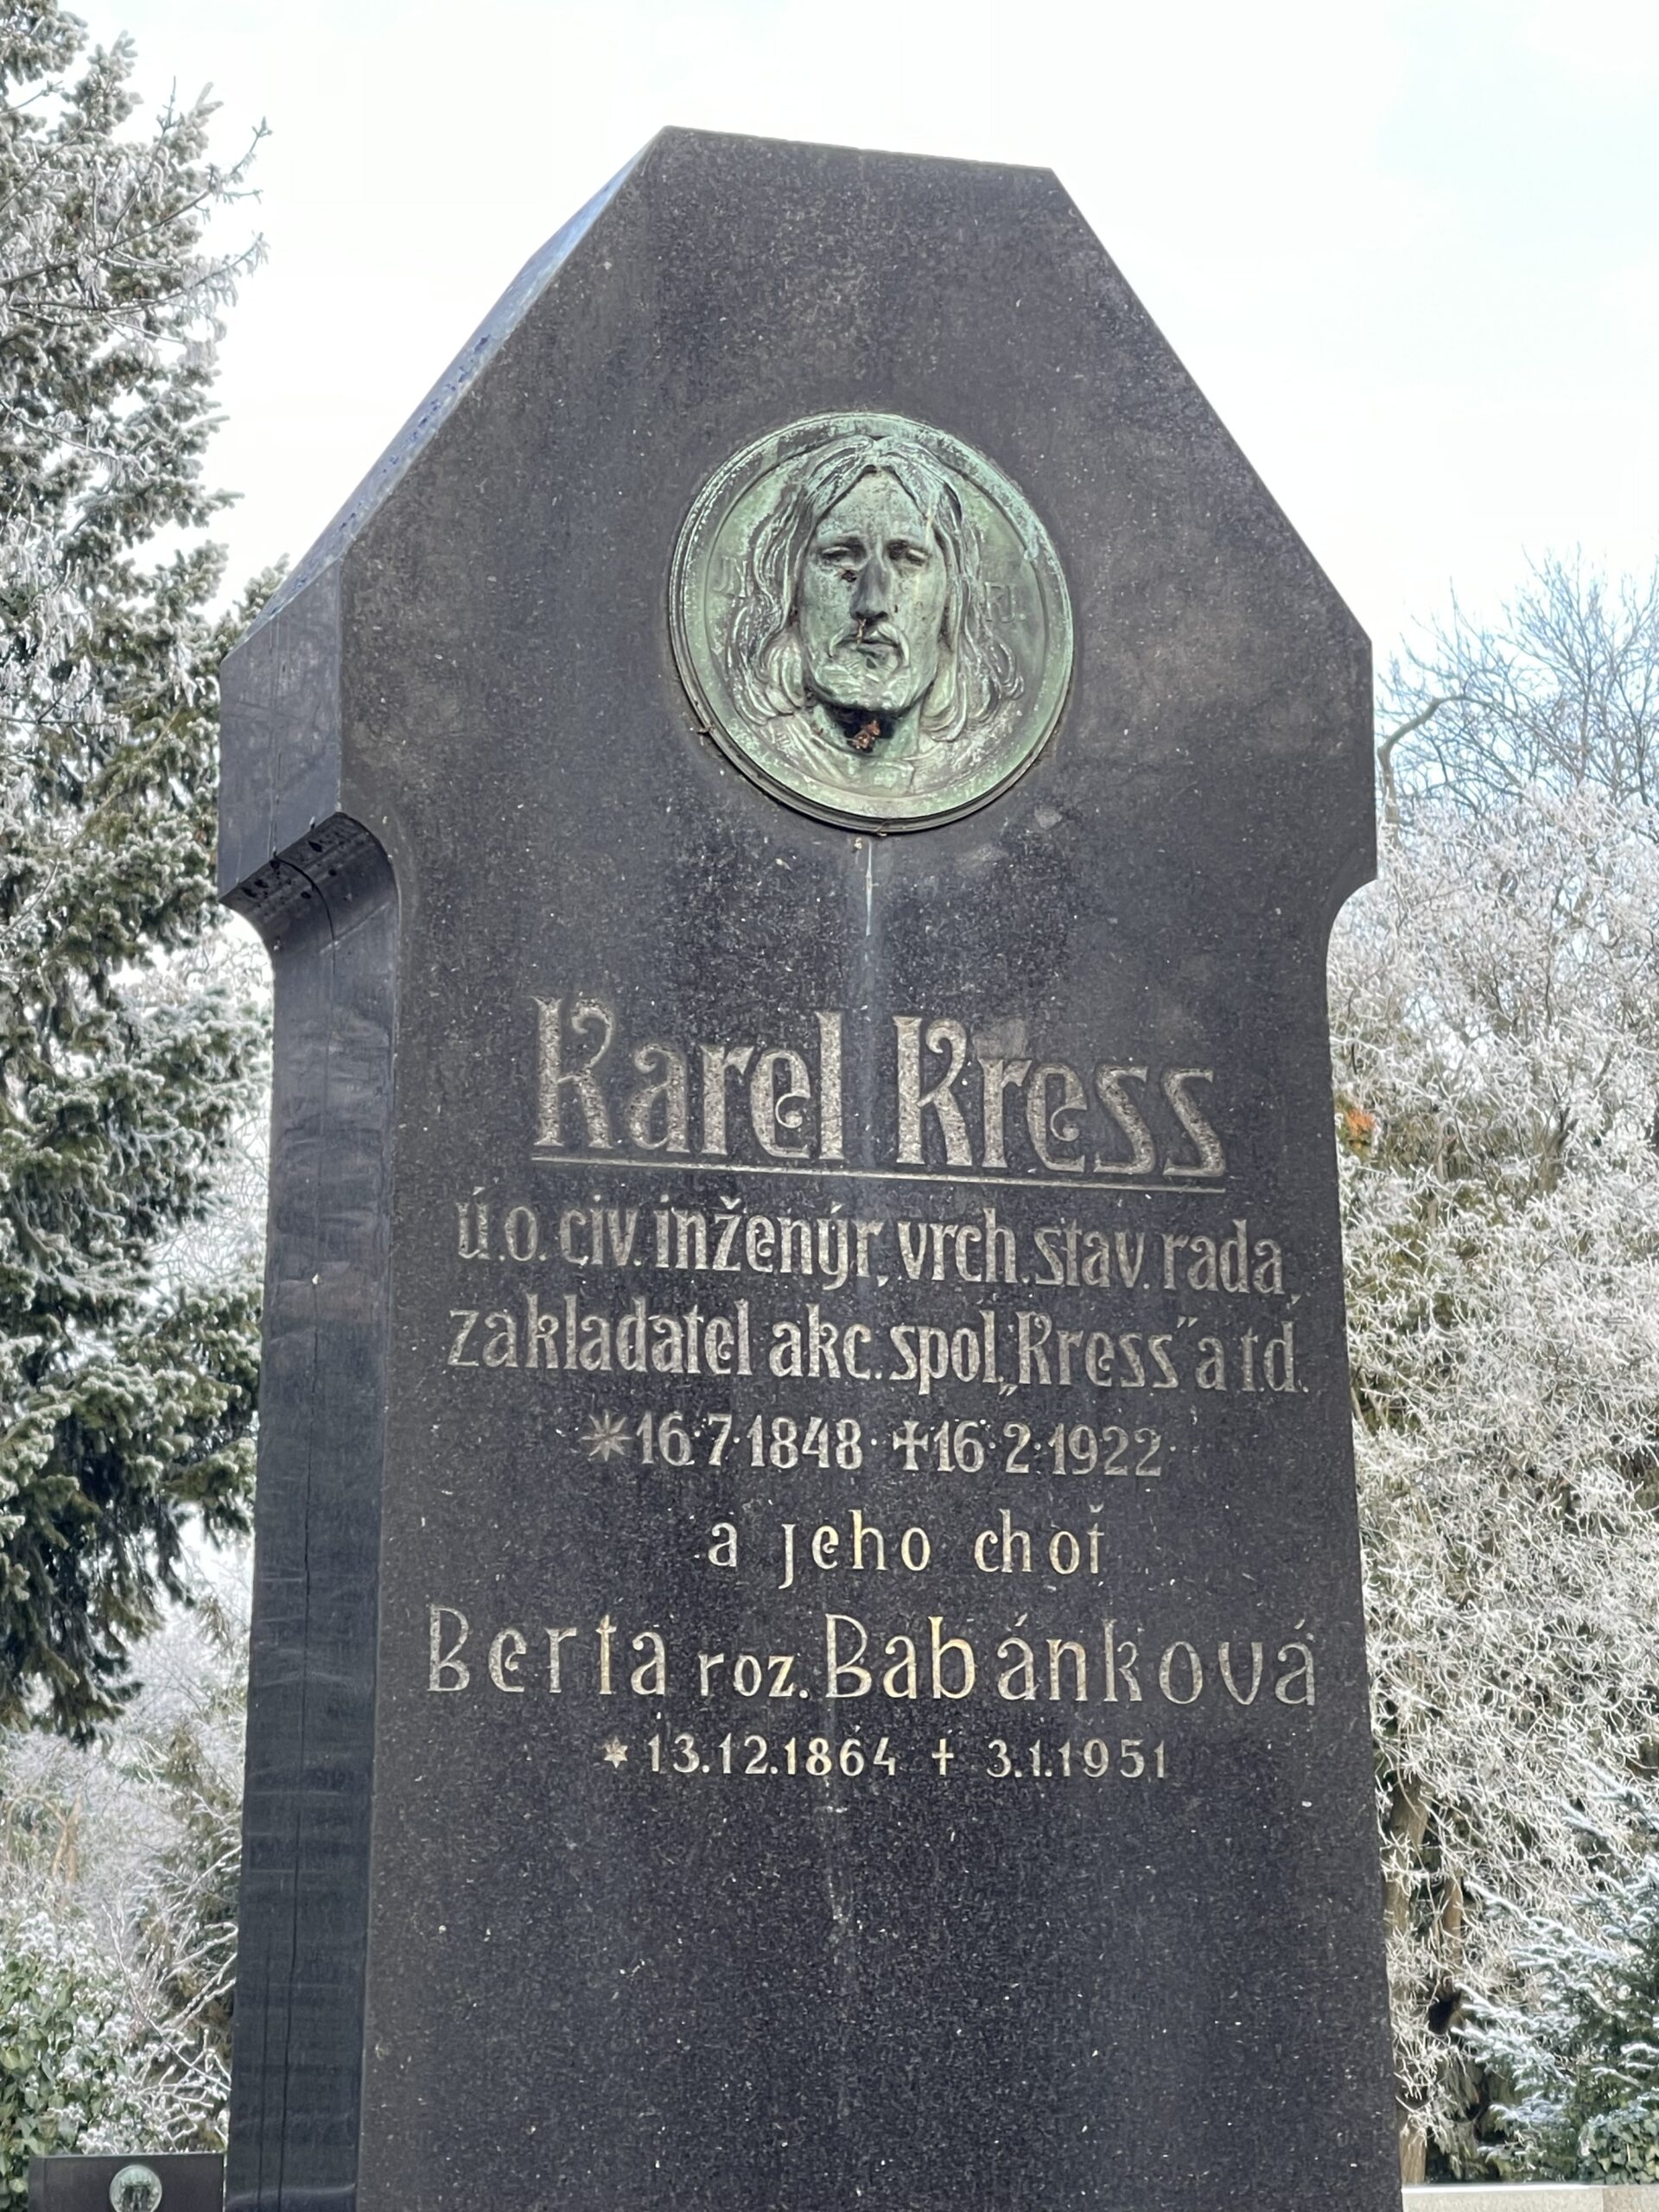 Karel Kress
ú.o. civ. inženýr, vrch. stav. rada,
zakladatel akc. spol. „Kress" a t.d.
*16·7·1848· ✝16·2·1922·
a jeho choť
Berta roz. Babánková
*13.12.1864 † 3.1.1951